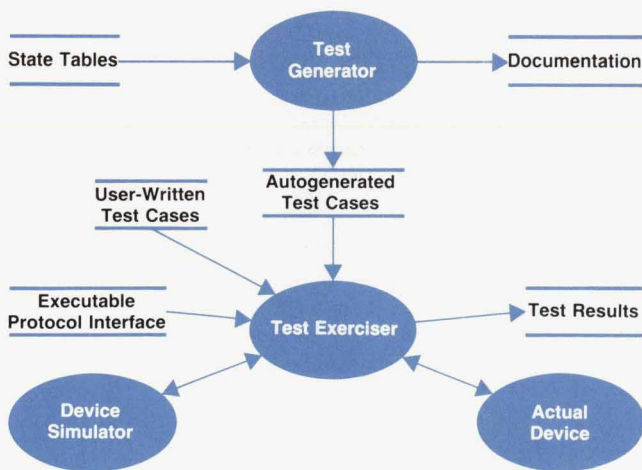 State Tables
Test
Generator
Documentation
User-Written
Test Cases
Autogenerated
Test Cases
Executable
Protocol Interface
Test Exerciser
Test Results
Device
Simulator
Actual
Device